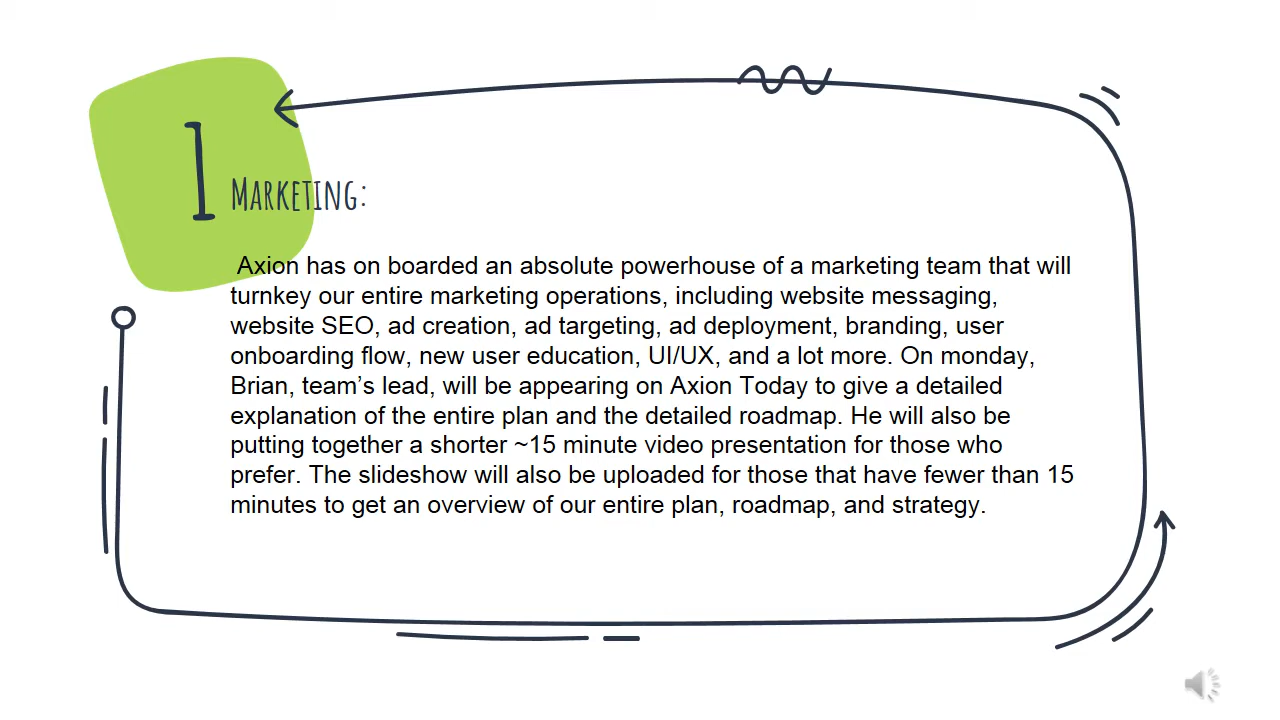 1
Marketing:
Axion has on boarded an absolute powerhouse of a marketing team that will
turnkey our entire marketing operations, including website messaging,
website SEO, ad creation, ad targeting, ad deployment, branding, user
onboarding flow, new user education, UI/UX, and a lot more. On monday,
Brian, team’s lead, will be appearing on Axion Today to give a detailed
explanation of the entire plan and the detailed roadmap. He will also be
putting together a shorter ~15 minute video presentation for those who
prefer. The slideshow will also be uploaded for those that have fewer than 15
minutes to get an overview of our entire plan, roadmap, and strategy.